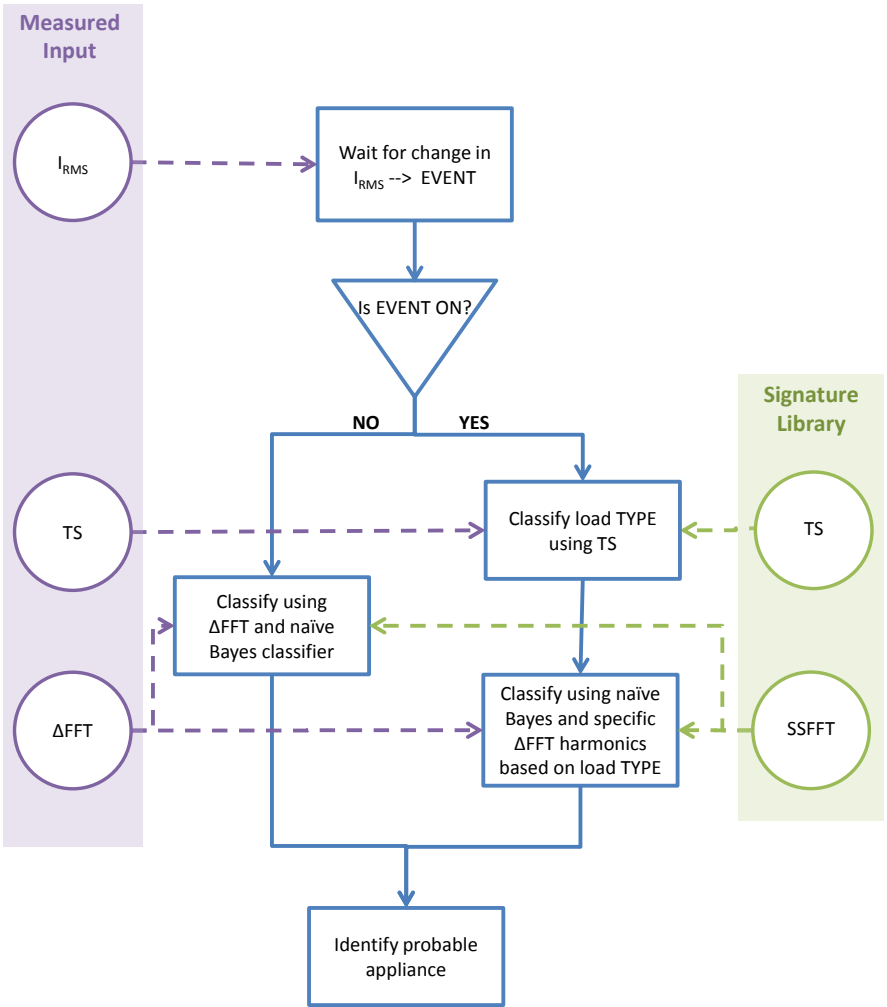 Measured
Input
I_RMS
Wait for change in
I_RMS --> EVENT
Is EVENT ON?
NO
YES
Signature
Library
TS
Classify load TYPE
using TS
TS
Classify using
ΔFFT and naïve
Bayes classifier
ΔFFT
Classify using naïve
Bayes and specific
ΔFFT harmonics
based on load TYPE
SSFFT
Identify probable
appliance